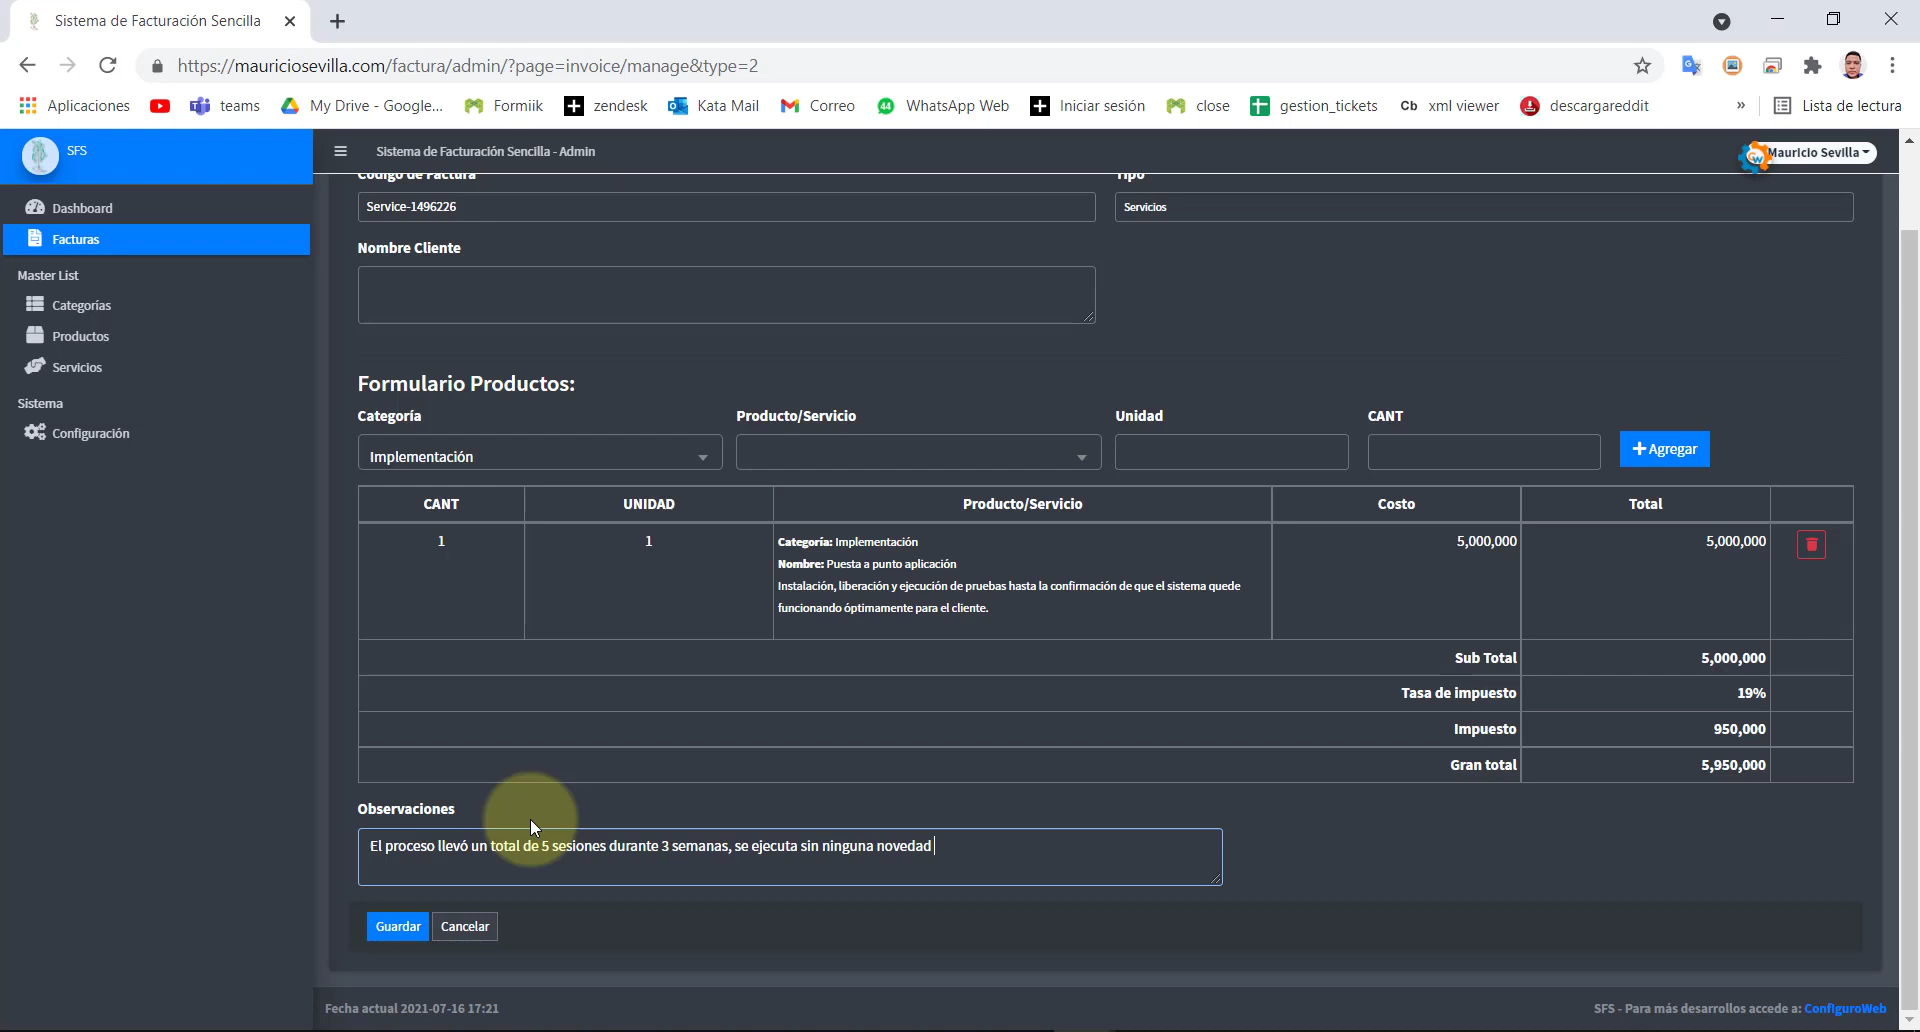 Sistema de Facturación Sencilla
https://mauriciosevilla.com/factura/admin/?page=invoice/manage&type=2
Aplicaciones teams My Drive - Google... Formiik zendesk Kata Mail Correo 44 WhatsApp Web Iniciar sesión close gestion_tickets Cb xml viewer descargareddit » Lista de lectura
SFS
Sistema de Facturación Sencilla - Admin
Mauricio Sevilla
Dashboard
Facturas
Master List
Categorías
Productos
Servicios
Sistema
Configuración
Código de Factura Tipo
Service-1496226 Servicios
Nombre Cliente
Formulario Productos:
Categoría Producto/Servicio Unidad CANT
Implementación
Agregar
CANT UNIDAD Producto/Servicio Costo Total
1 1 Categoría: Implementación 5,000,000 5,000,000
Nombre: Puesta a punto aplicación
Instalación, liberación y ejecución de pruebas hasta la confirmación de que el sistema quede
funcionando óptimamente para el cliente.
Sub Total 5,000,000
Tasa de impuesto 19%
Impuesto 950,000
Gran total 5,950,000
Observaciones
El proceso llevó un total de 5 sesiones durante 3 semanas, se ejecuta sin ninguna novedad
Guardar Cancelar
Fecha actual 2021-07-16 17:21
SFS - Para más desarrollos accede a: ConfiguroWeb